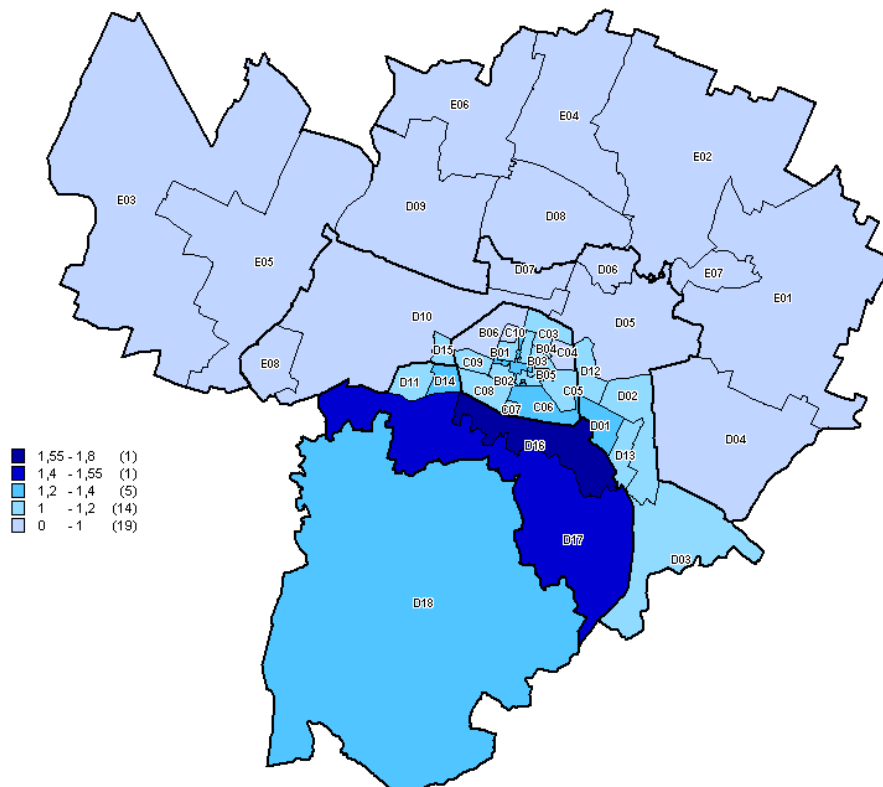 E06
E04
E02
E03
D09
D08
E05
D07
D06
E07
E01
D10
D05
B06
C10
C03
B04
B01
C04
D15
C09
B03
E08
D12
B02
B05
D11
D14
C08
C05
D02
C07
C06
D01
D04
D16
D13
1,55 - 1,8 (1)
1,4 - 1,55 (1)
1,2 - 1,4 (5)
1 - 1,2 (14)
0 - 1 (19)
D17
D03
D18